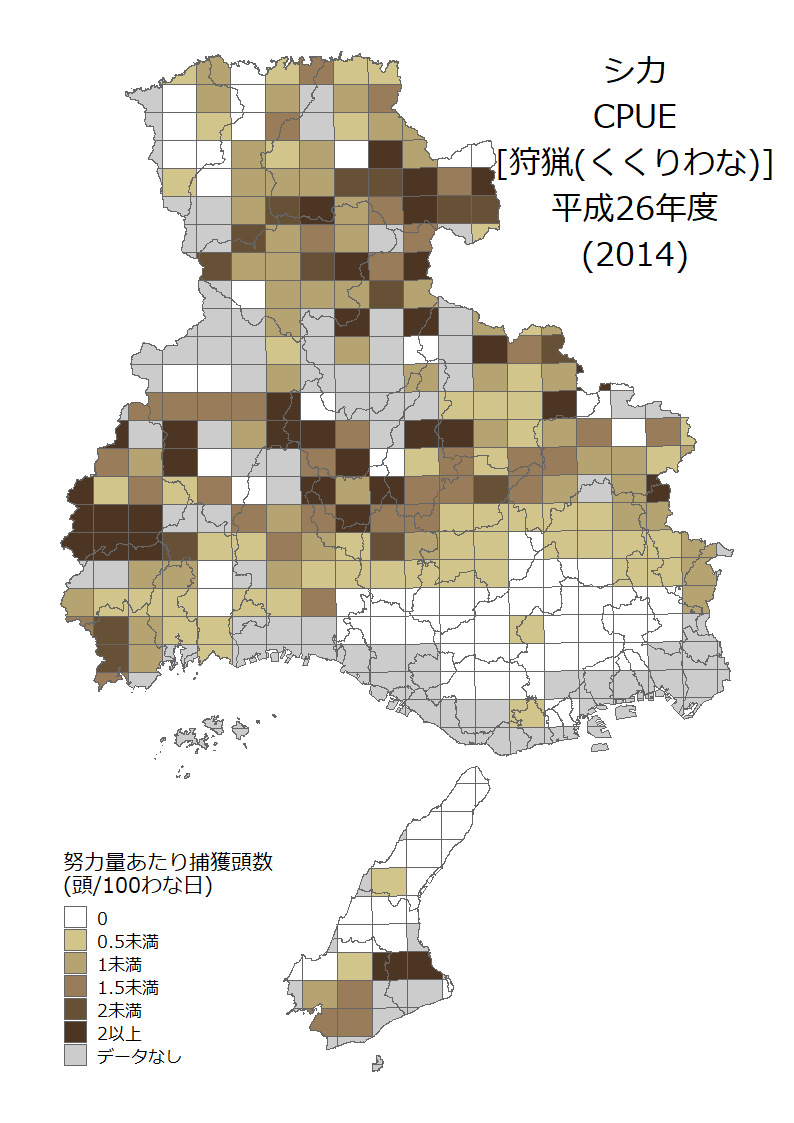 シカ
CPUE
[狩猟(くくりわな)]
平成26年度
(2014)
努力量あたり捕獲頭数
(頭/100わな日)
0
0.5未満
1未満
1.5未満
2未満
2以上
データなし